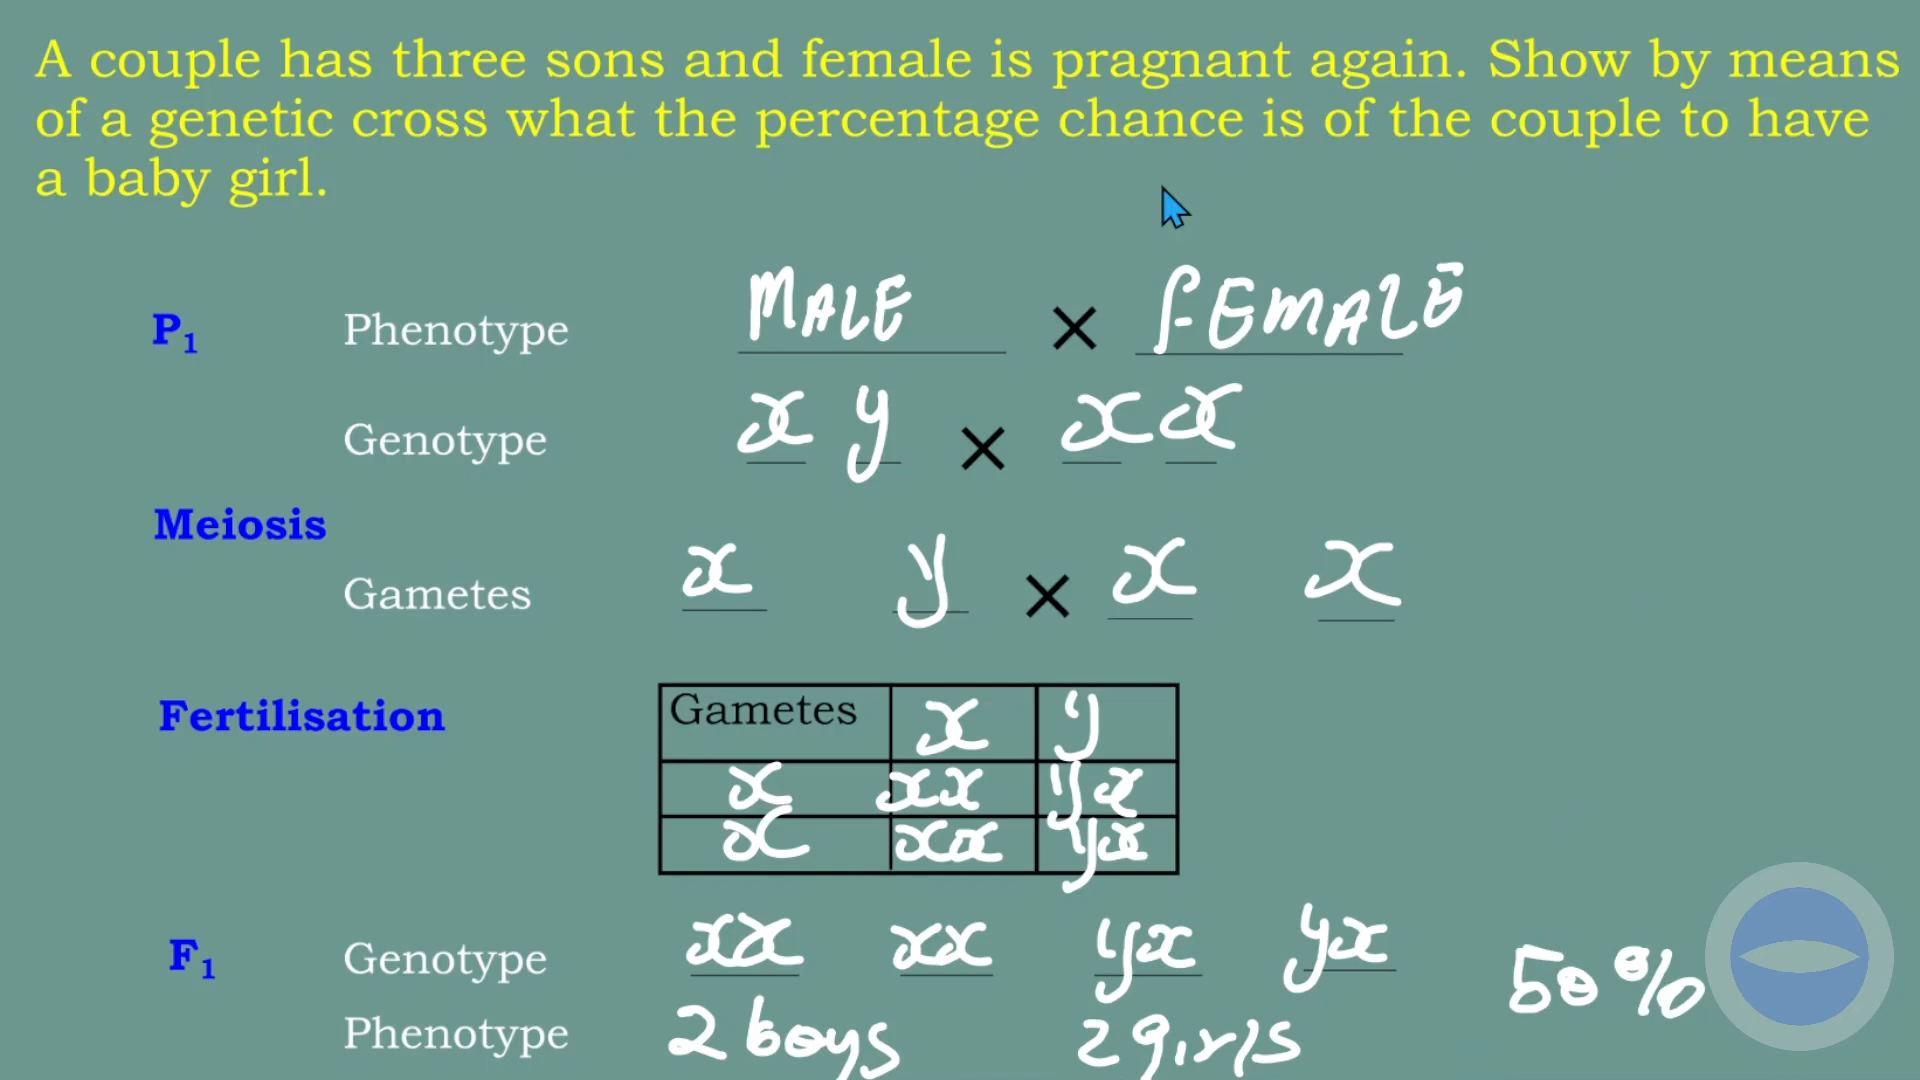 A couple has three sons and female is pragnant again. Show by means
of a genetic cross what the percentage chance is of the couple to have
a baby girl.
P1 Phenotype MALE × FEMALE
Genotype x y × x x
Meiosis
Gametes x y × x x
Fertilisation
Gametes x y
x xx yx
x xx yx
F1 Genotype xx xx yx yx 50%
Phenotype 2 boys 2 girls